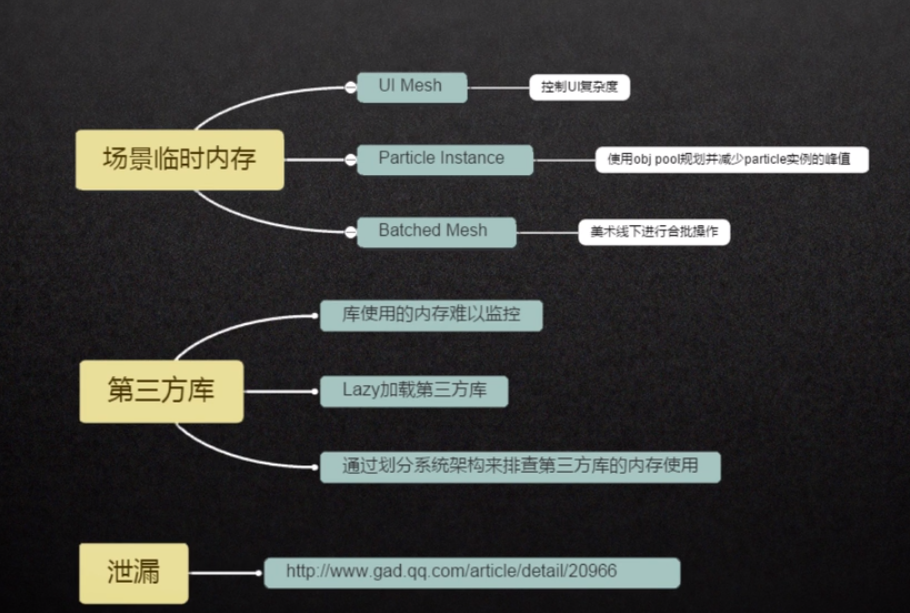 场景临时内存
UI Mesh
控制UI复杂度
Particle Instance
使用obj pool规划并减少particle实例的峰值
Batched Mesh
美术线下进行合批操作
第三方库
库使用的内存难以监控
Lazy加载第三方库
通过划分系统架构来排查第三方库的内存使用
泄漏
http://www.gad.qq.com/article/detail/20966